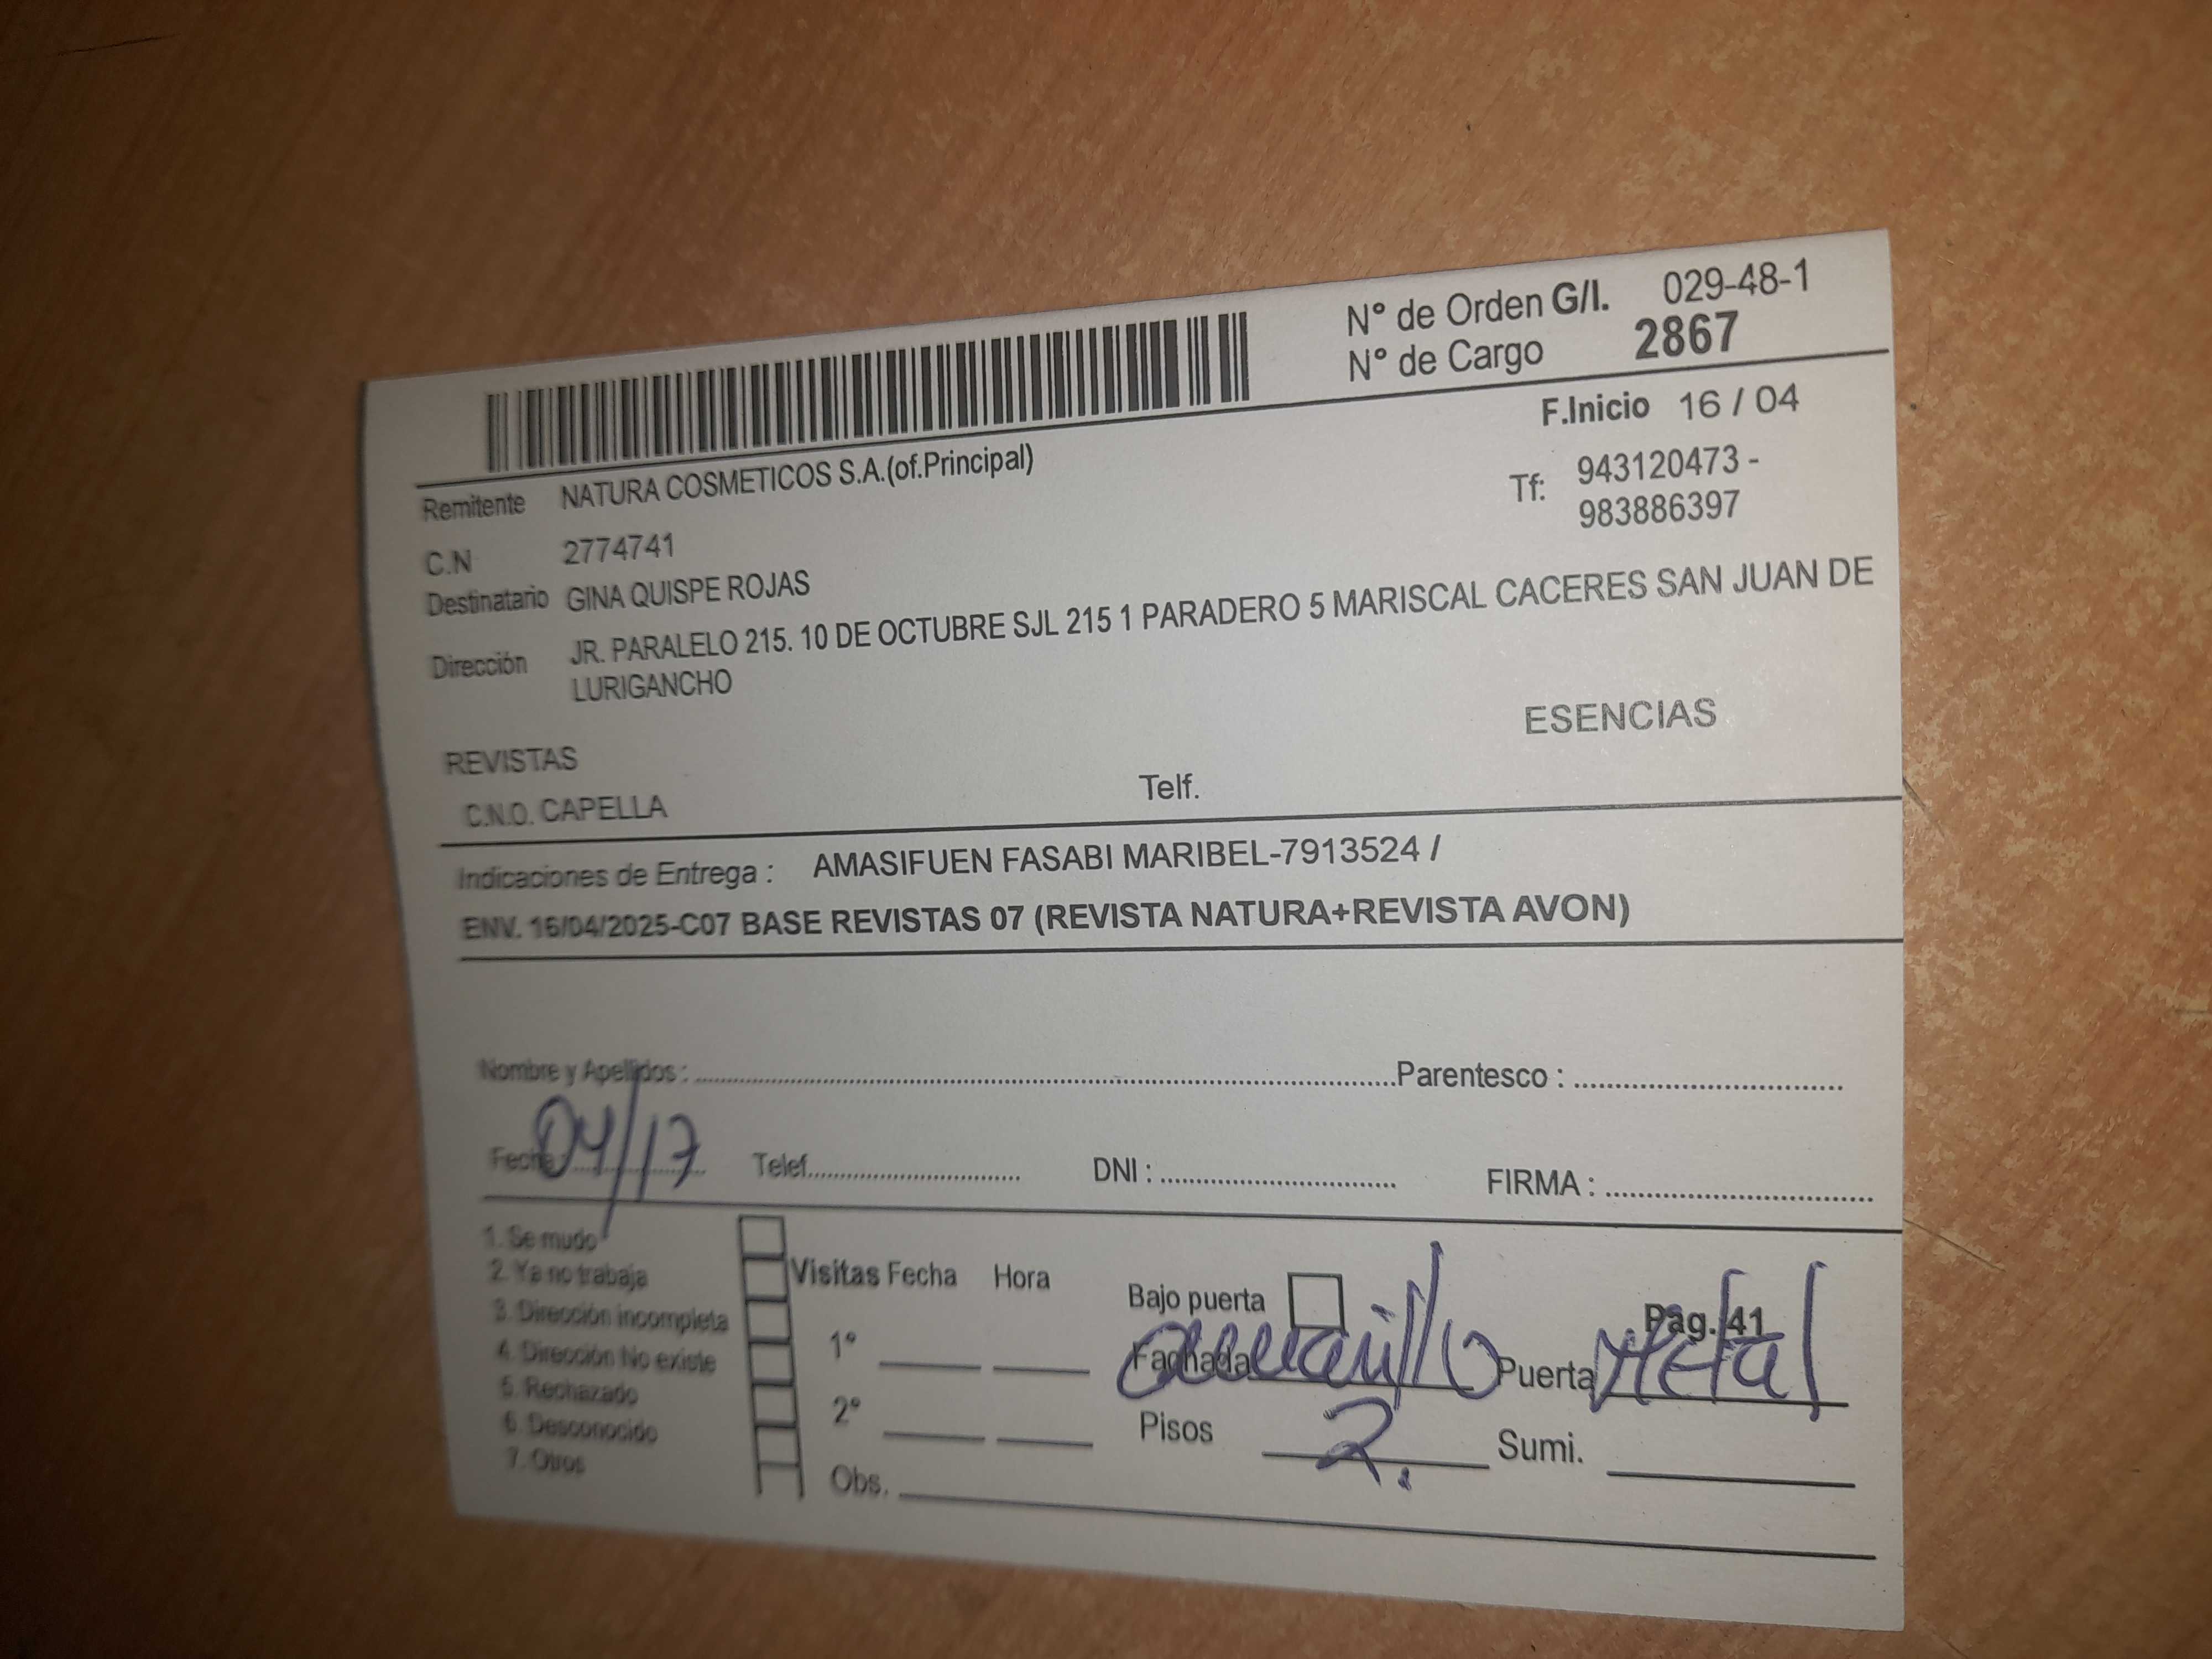 N° de Orden G/I. 029-48-1
N° de Cargo 2867
F.Inicio 16 / 04
Remitente NATURA COSMETICOS S.A.(of.Principal)
Tf: 943120473 -
983886397
C.N 2774741
Destinatario GINA QUISPE ROJAS
Dirección JR. PARALELO 215. 10 DE OCTUBRE SJL 215 1 PARADERO 5 MARISCAL CACERES SAN JUAN DE
LURIGANCHO
ESENCIAS
REVISTAS
C.N.O. CAPELLA Telf.
Indicaciones de Entrega : AMASIFUEN FASABI MARIBEL-7913524 /
ENV. 16/04/2025-C07 BASE REVISTAS 07 (REVISTA NATURA+REVISTA AVON)
Nombre y Apellidos : Parentesco :
Fecha : 04/17 Telef. DNI : FIRMA :
1. Se mudo
2. Ya no trabaja
3. Dirección incompleta
4. Dirección No existe
5. Rechazado
6. Desconocido
7. Otros
Visitas Fecha Hora
1°
2°
Obs.
Bajo puerta Pág. 41
Fachada amarillo Puerta Metal
Pisos 2. Sumi.